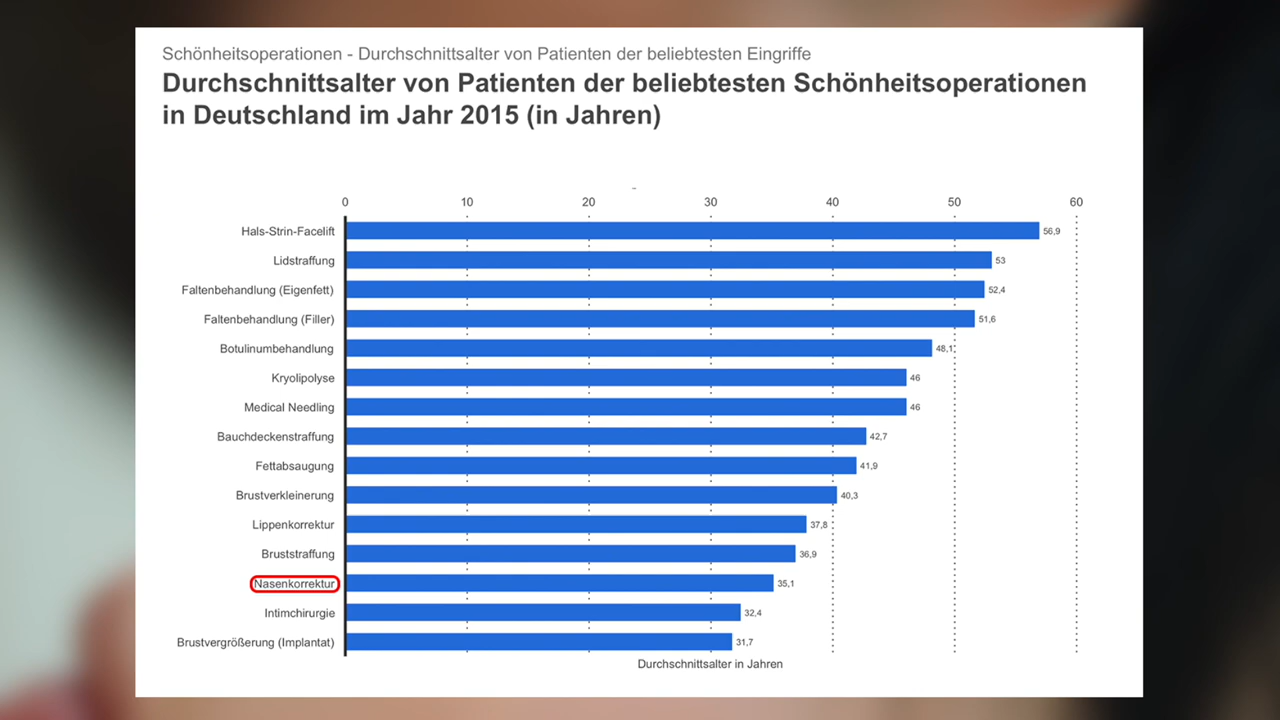 Schönheitsoperationen - Durchschnittsalter von Patienten der beliebtesten Eingriffe
Durchschnittsalter von Patienten der beliebtesten Schönheitsoperationen
in Deutschland im Jahr 2015 (in Jahren)
0 10 20 30 40 50 60
Hals-Strin-Facelift 56,9
Lidstraffung 53
Faltenbehandlung (Eigenfett) 52,4
Faltenbehandlung (Filler) 51,6
Botulinumbehandlung 48,1
Kryolipolyse 46
Medical Needling 46
Bauchdeckenstraffung 42,7
Fettabsaugung 41,9
Brustverkleinerung 40,3
Lippenkorrektur 37,8
Bruststraffung 36,9
Nasenkorrektur 35,1
Intimchirurgie 32,4
Brustvergrößerung (Implantat) 31,7
Durchschnittsalter in Jahren